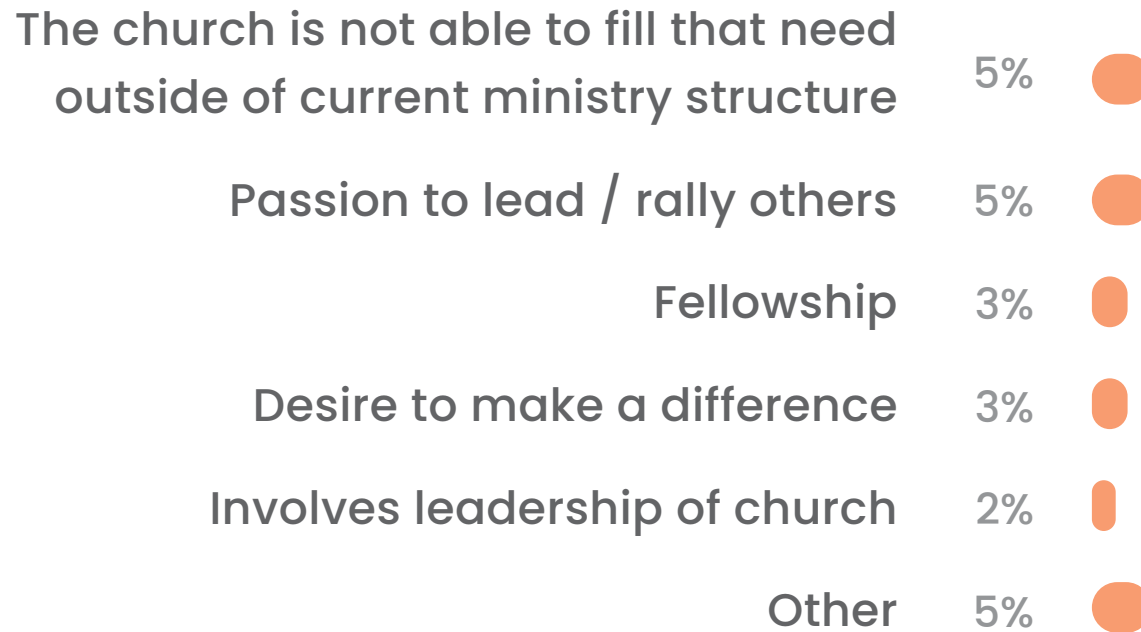 The church is not able to fill that need
outside of current ministry structure
5%
Passion to lead / rally others 5%
Fellowship 3%
Desire to make a difference 3%
Involves leadership of church 2%
Other 5%